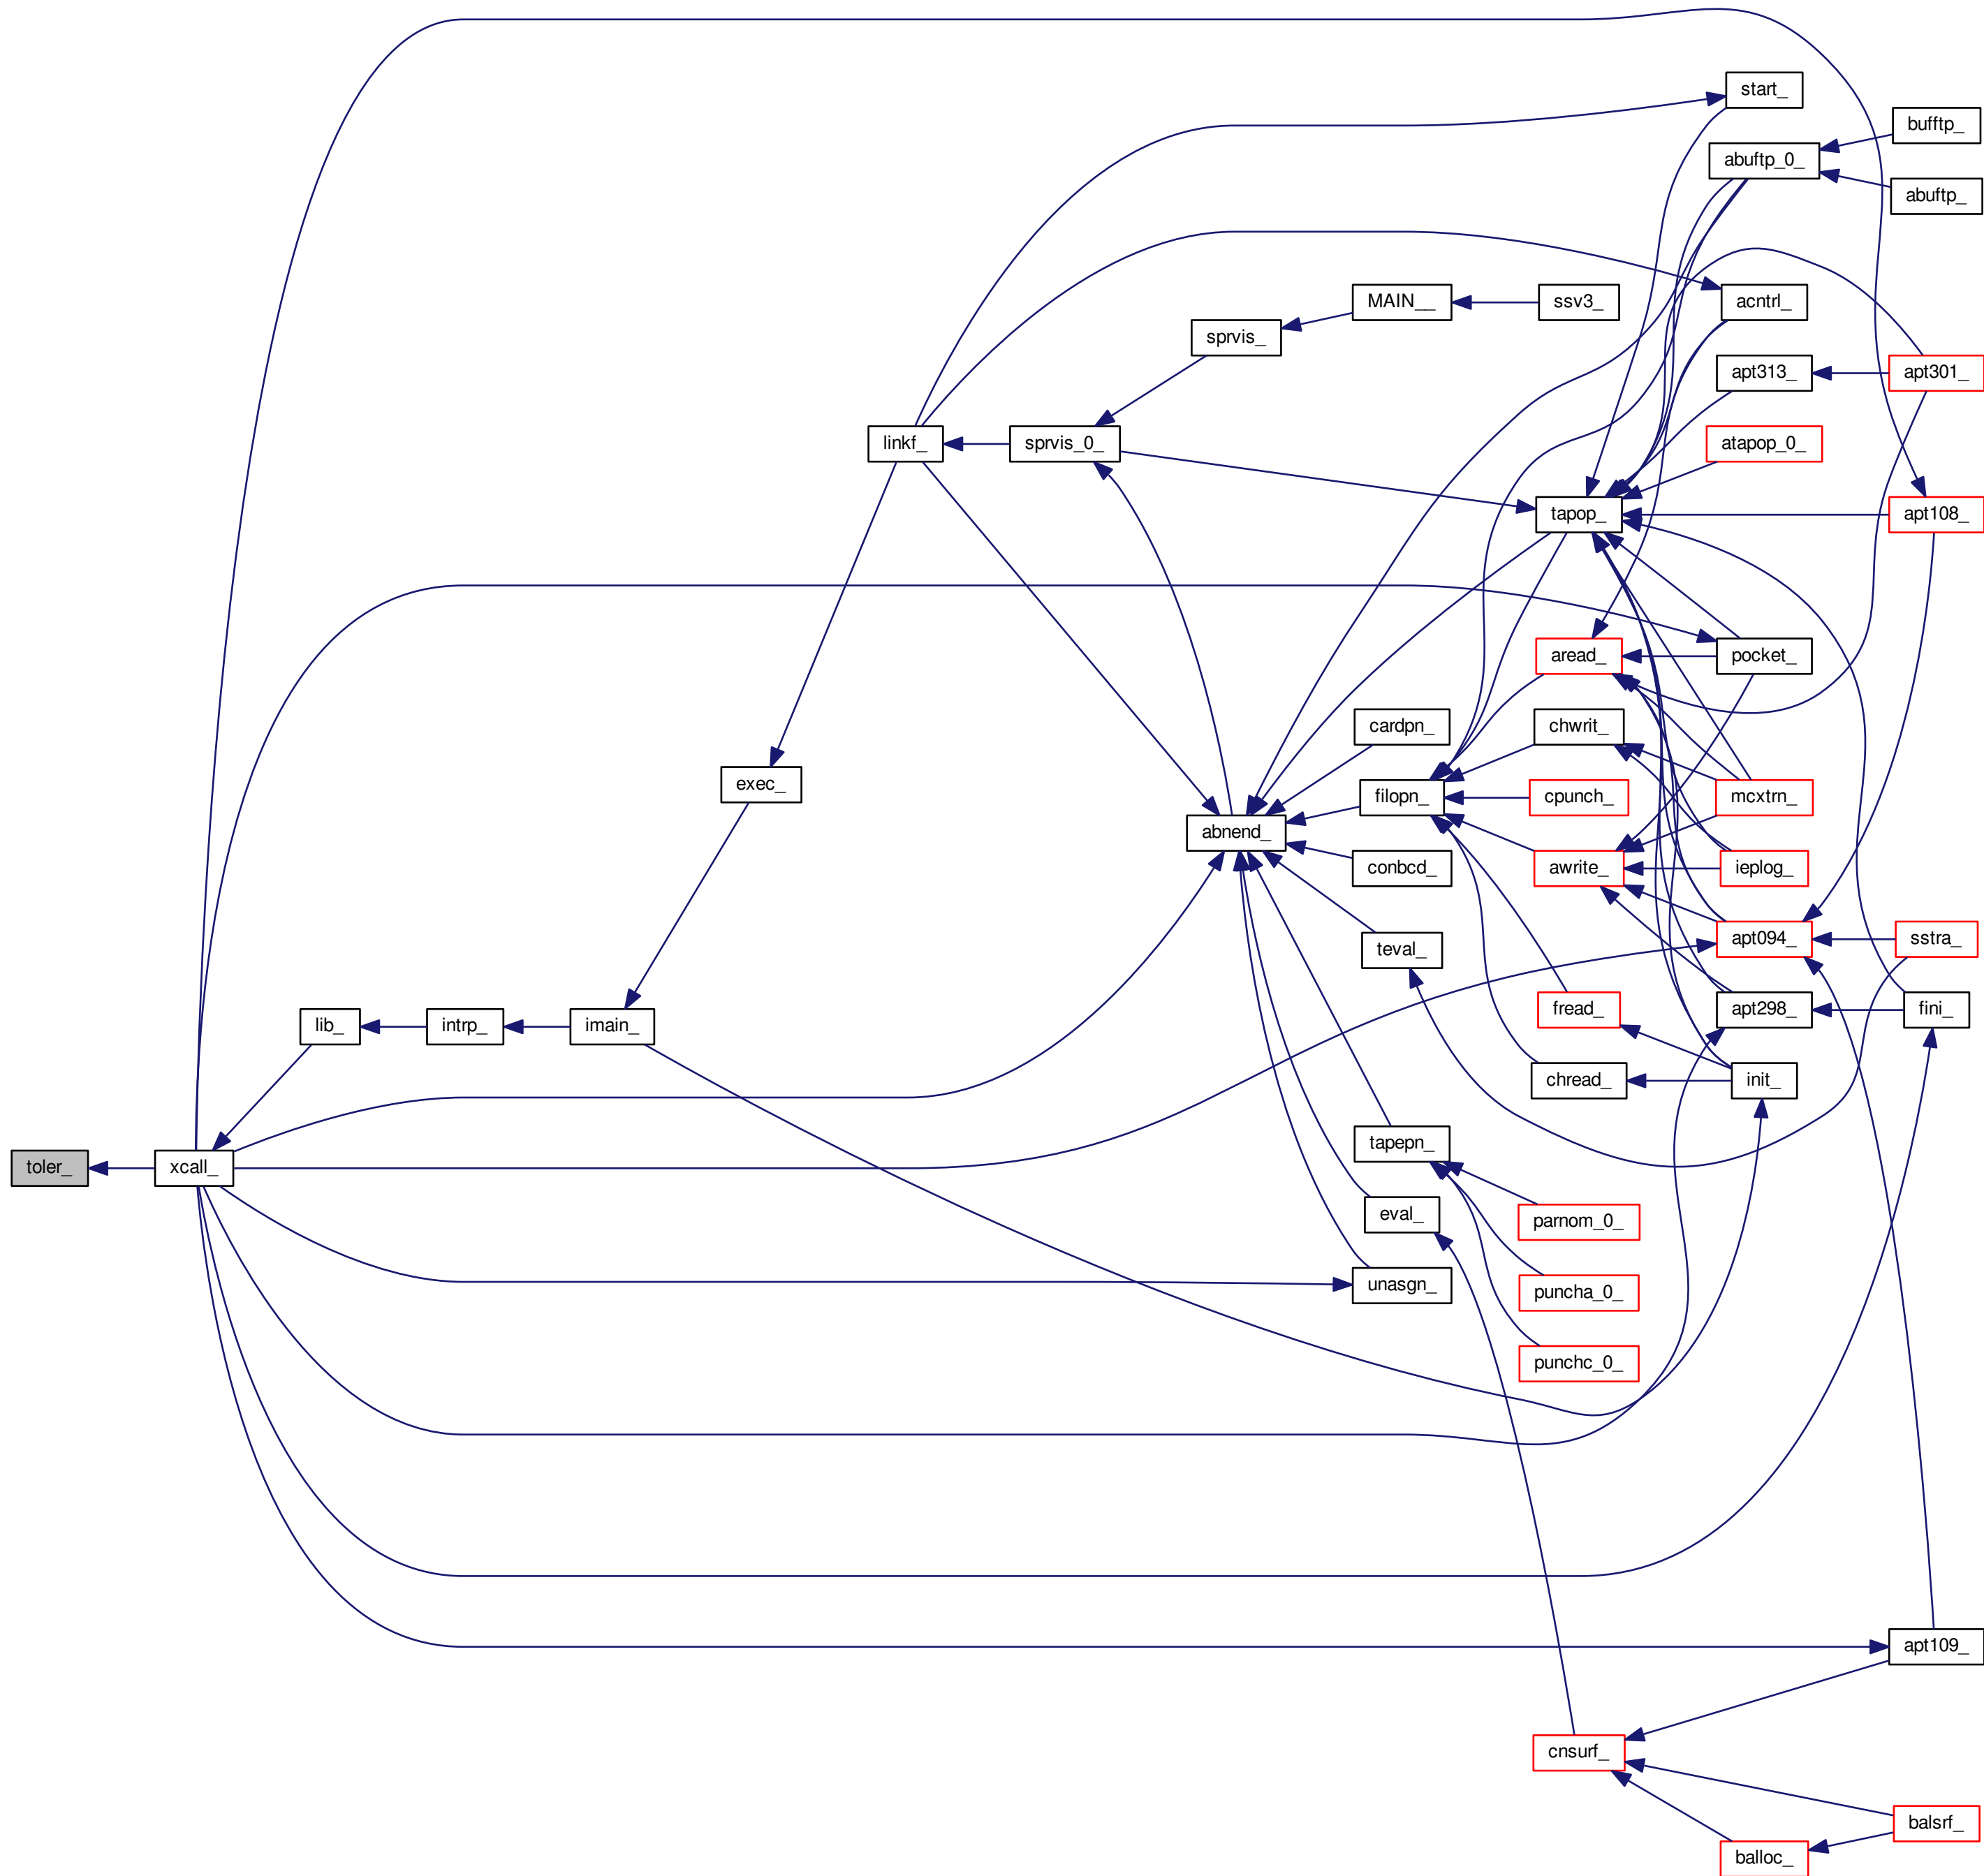 start_
bufftp_
abuftp_0_
abuftp_
MAIN__
ssv3_
acntrl_
sprvis_
apt313_
apt301_
linkf_
sprvis_0_
atapop_0_
tapop_
apt108_
aread_
pocket_
cardpn_
chwrit_
exec_
filopn_
cpunch_
mcxtrn_
abnend_
conbcd_
awrite_
ieplog_
teval_
apt094_
sstra_
lib_
intrp_
imain_
fread_
apt298_
fini_
chread_
init_
tapepn_
toler_
xcall_
eval_
parnom_0_
unasgn_
puncha_0_
punchc_0_
apt109_
cnsurf_
balsrf_
balloc_